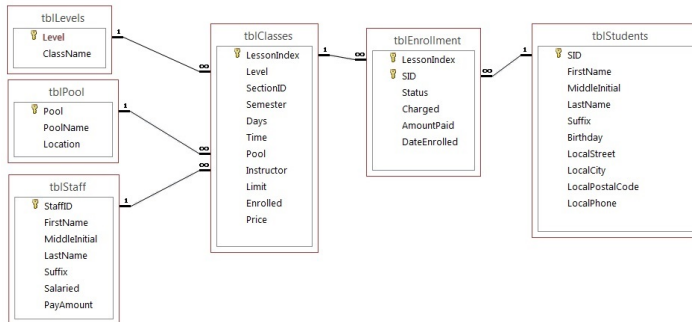 tblLevels
Level
ClassName
1
∞
tblPool
Pool
PoolName
Location
1
∞
tblStaff
StaffID
FirstName
MiddleInitial
LastName
Suffix
Salaried
PayAmount
1
∞
tblClasses
LessonIndex
Level
SectionID
Semester
Days
Time
Pool
Instructor
Limit
Enrolled
Price
1
∞
tblEnrollment
LessonIndex
SID
Status
Charged
AmountPaid
DateEnrolled
∞
1
tblStudents
SID
FirstName
MiddleInitial
LastName
Suffix
Birthday
LocalStreet
LocalCity
LocalPostalCode
LocalPhone